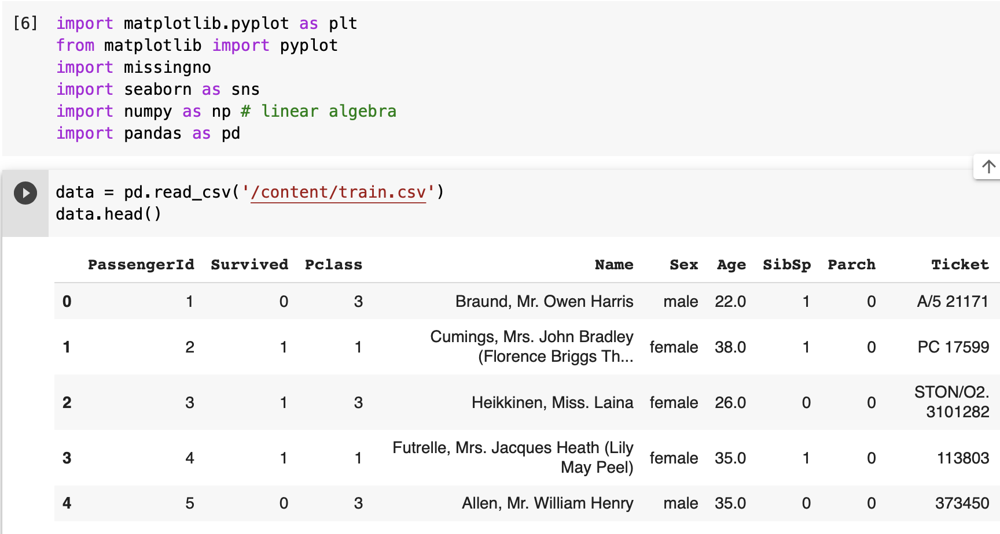 [6] import matplotlib.pyplot as plt
from matplotlib import pyplot
import missingno
import seaborn as sns
import numpy as np # linear algebra
import pandas as pd
data = pd.read_csv('/content/train.csv')
data.head()
PassengerId Survived Pclass Name Sex Age SibSp Parch Ticket
0 1 0 3 Braund, Mr. Owen Harris male 22.0 1 0 A/5 21171
Cumings, Mrs. John Bradley
1 2 1 1 female 38.0 1 0 PC 17599
(Florence Briggs Th...
STON/O2.
2 3 1 3 Heikkinen, Miss. Laina female 26.0 0 0
3101282
Futrelle, Mrs. Jacques Heath (Lily
3 4 1 1 female 35.0 1 0 113803
May Peel)
4 5 0 3 Allen, Mr. William Henry male 35.0 0 0 373450